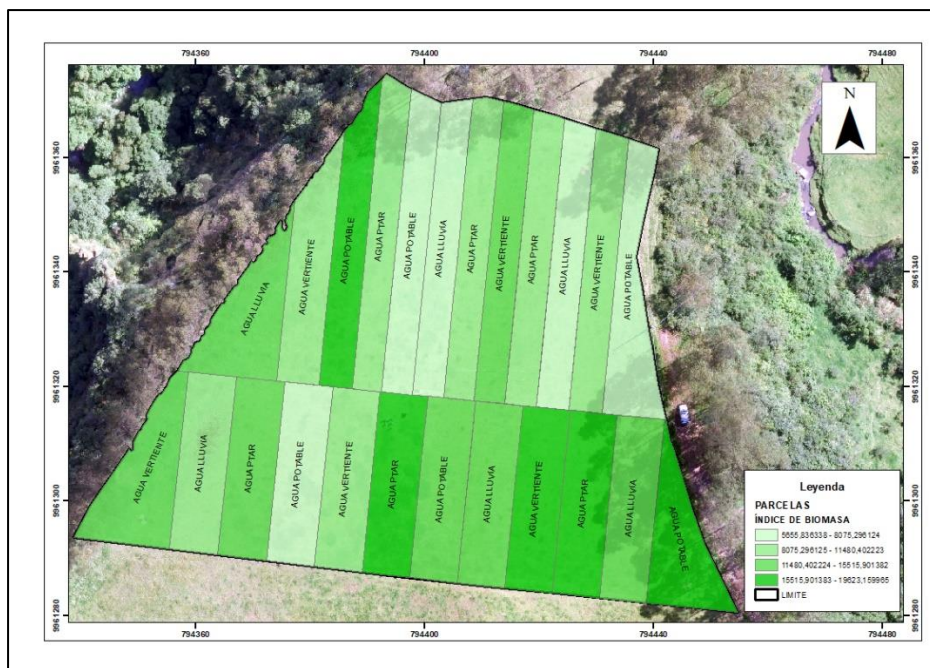 794360 794400 794440 794480
N
9961360 9961360
9961340 9961340
9961320 9961320
9961300 9961300
9961280 9961280
AGUA LLUVIA
AGUA VERTIENTE
AGUA POTABLE
AGUA PTAR
AGUA POTABLE
AGUA LLUVIA
AGUA PTAR
AGUA VERTIENTE
AGUA PTAR
AGUA LLUVIA
AGUA VERTIENTE
AGUA POTABLE
AGUA VERTIENTE
AGUA LLUVIA
AGUA PTAR
AGUA POTABLE
AGUA VERTIENTE
AGUA PTAR
AGUA POTABLE
AGUA LLUVIA
AGUA VERTIENTE
AGUA PTAR
AGUA LLUVIA
AGUA POTABLE
Leyenda
PARCELAS
ÍNDICE DE BIOMASA
5655,836338 - 8075,296124
8075,296125 - 11480,402223
11480,402224 - 15515,901382
15515,901383 - 19623,159965
LIMITE
794360 794400 794440 794480